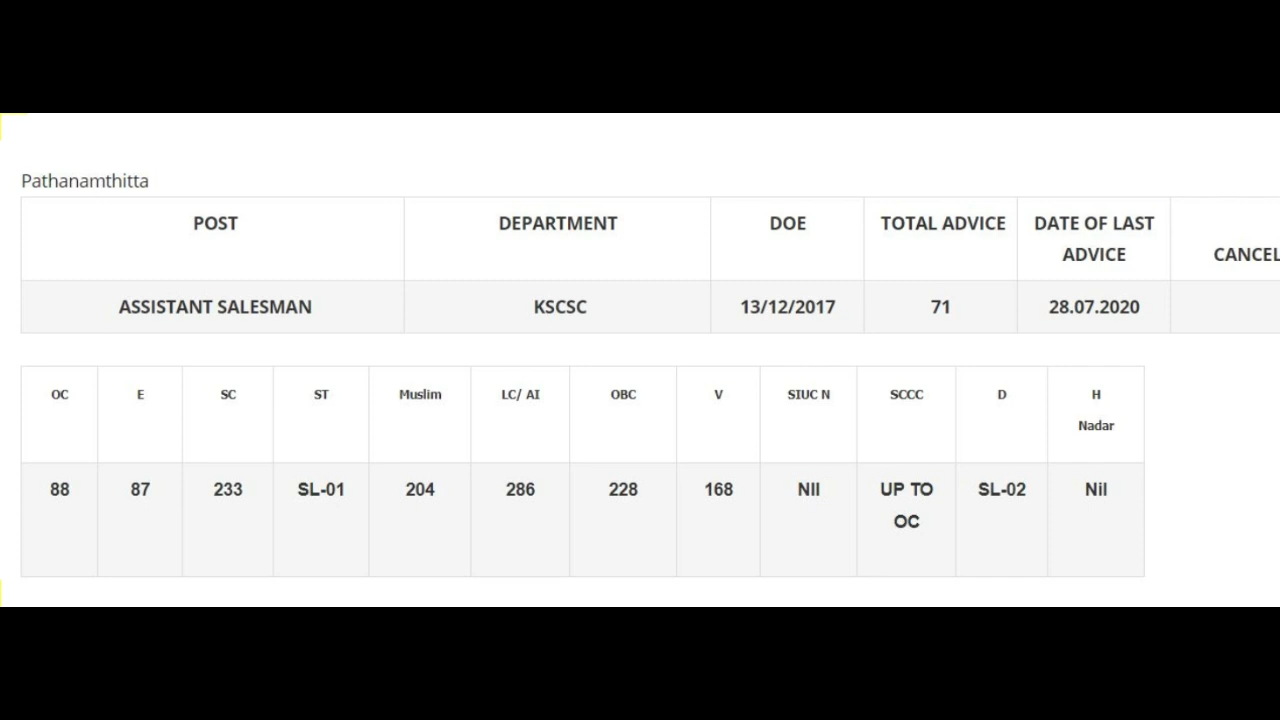 Pathanamthitta
POST DEPARTMENT DOE TOTAL ADVICE DATE OF LAST
ADVICE CANCEL
ASSISTANT SALESMAN KSCSC 13/12/2017 71 28.07.2020
OC E SC ST Muslim LC/ AI OBC V SIUC N SCCC D H
Nadar
88 87 233 SL-01 204 286 228 168 NIl UP TO SL-02 Nil
OC